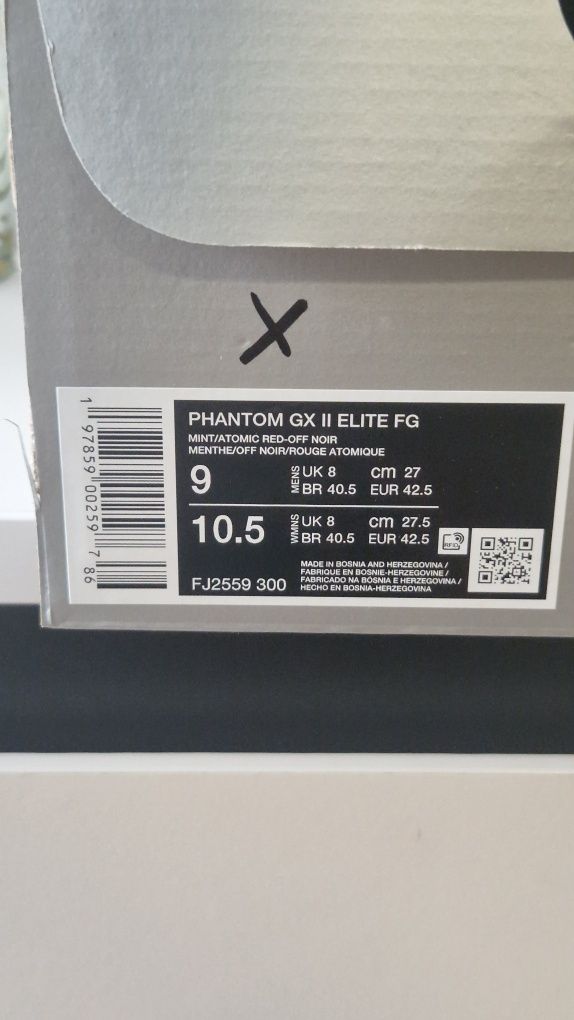 X
PHANTOM GX II ELITE FG
MINT/ATOMIC RED-OFF NOIR
MENTHE/OFF NOIR/ROUGE ATOMIQUE
9 MENS UK 8 cm 27
BR 40.5 EUR 42.5
10.5 WMNS UK 8 cm 27.5
BR 40.5 EUR 42.5
RFID
FJ2559 300
MADE IN BOSNIA AND HERZEGOVINA /
FABRIQUE EN BOSNIE-HERZEGOVINE /
FABRICADO NA BÓSNIA E HERZEGOVINA /
HECHO EN BOSNIA-HERZEGOVINA
1 97859 00259 7 86